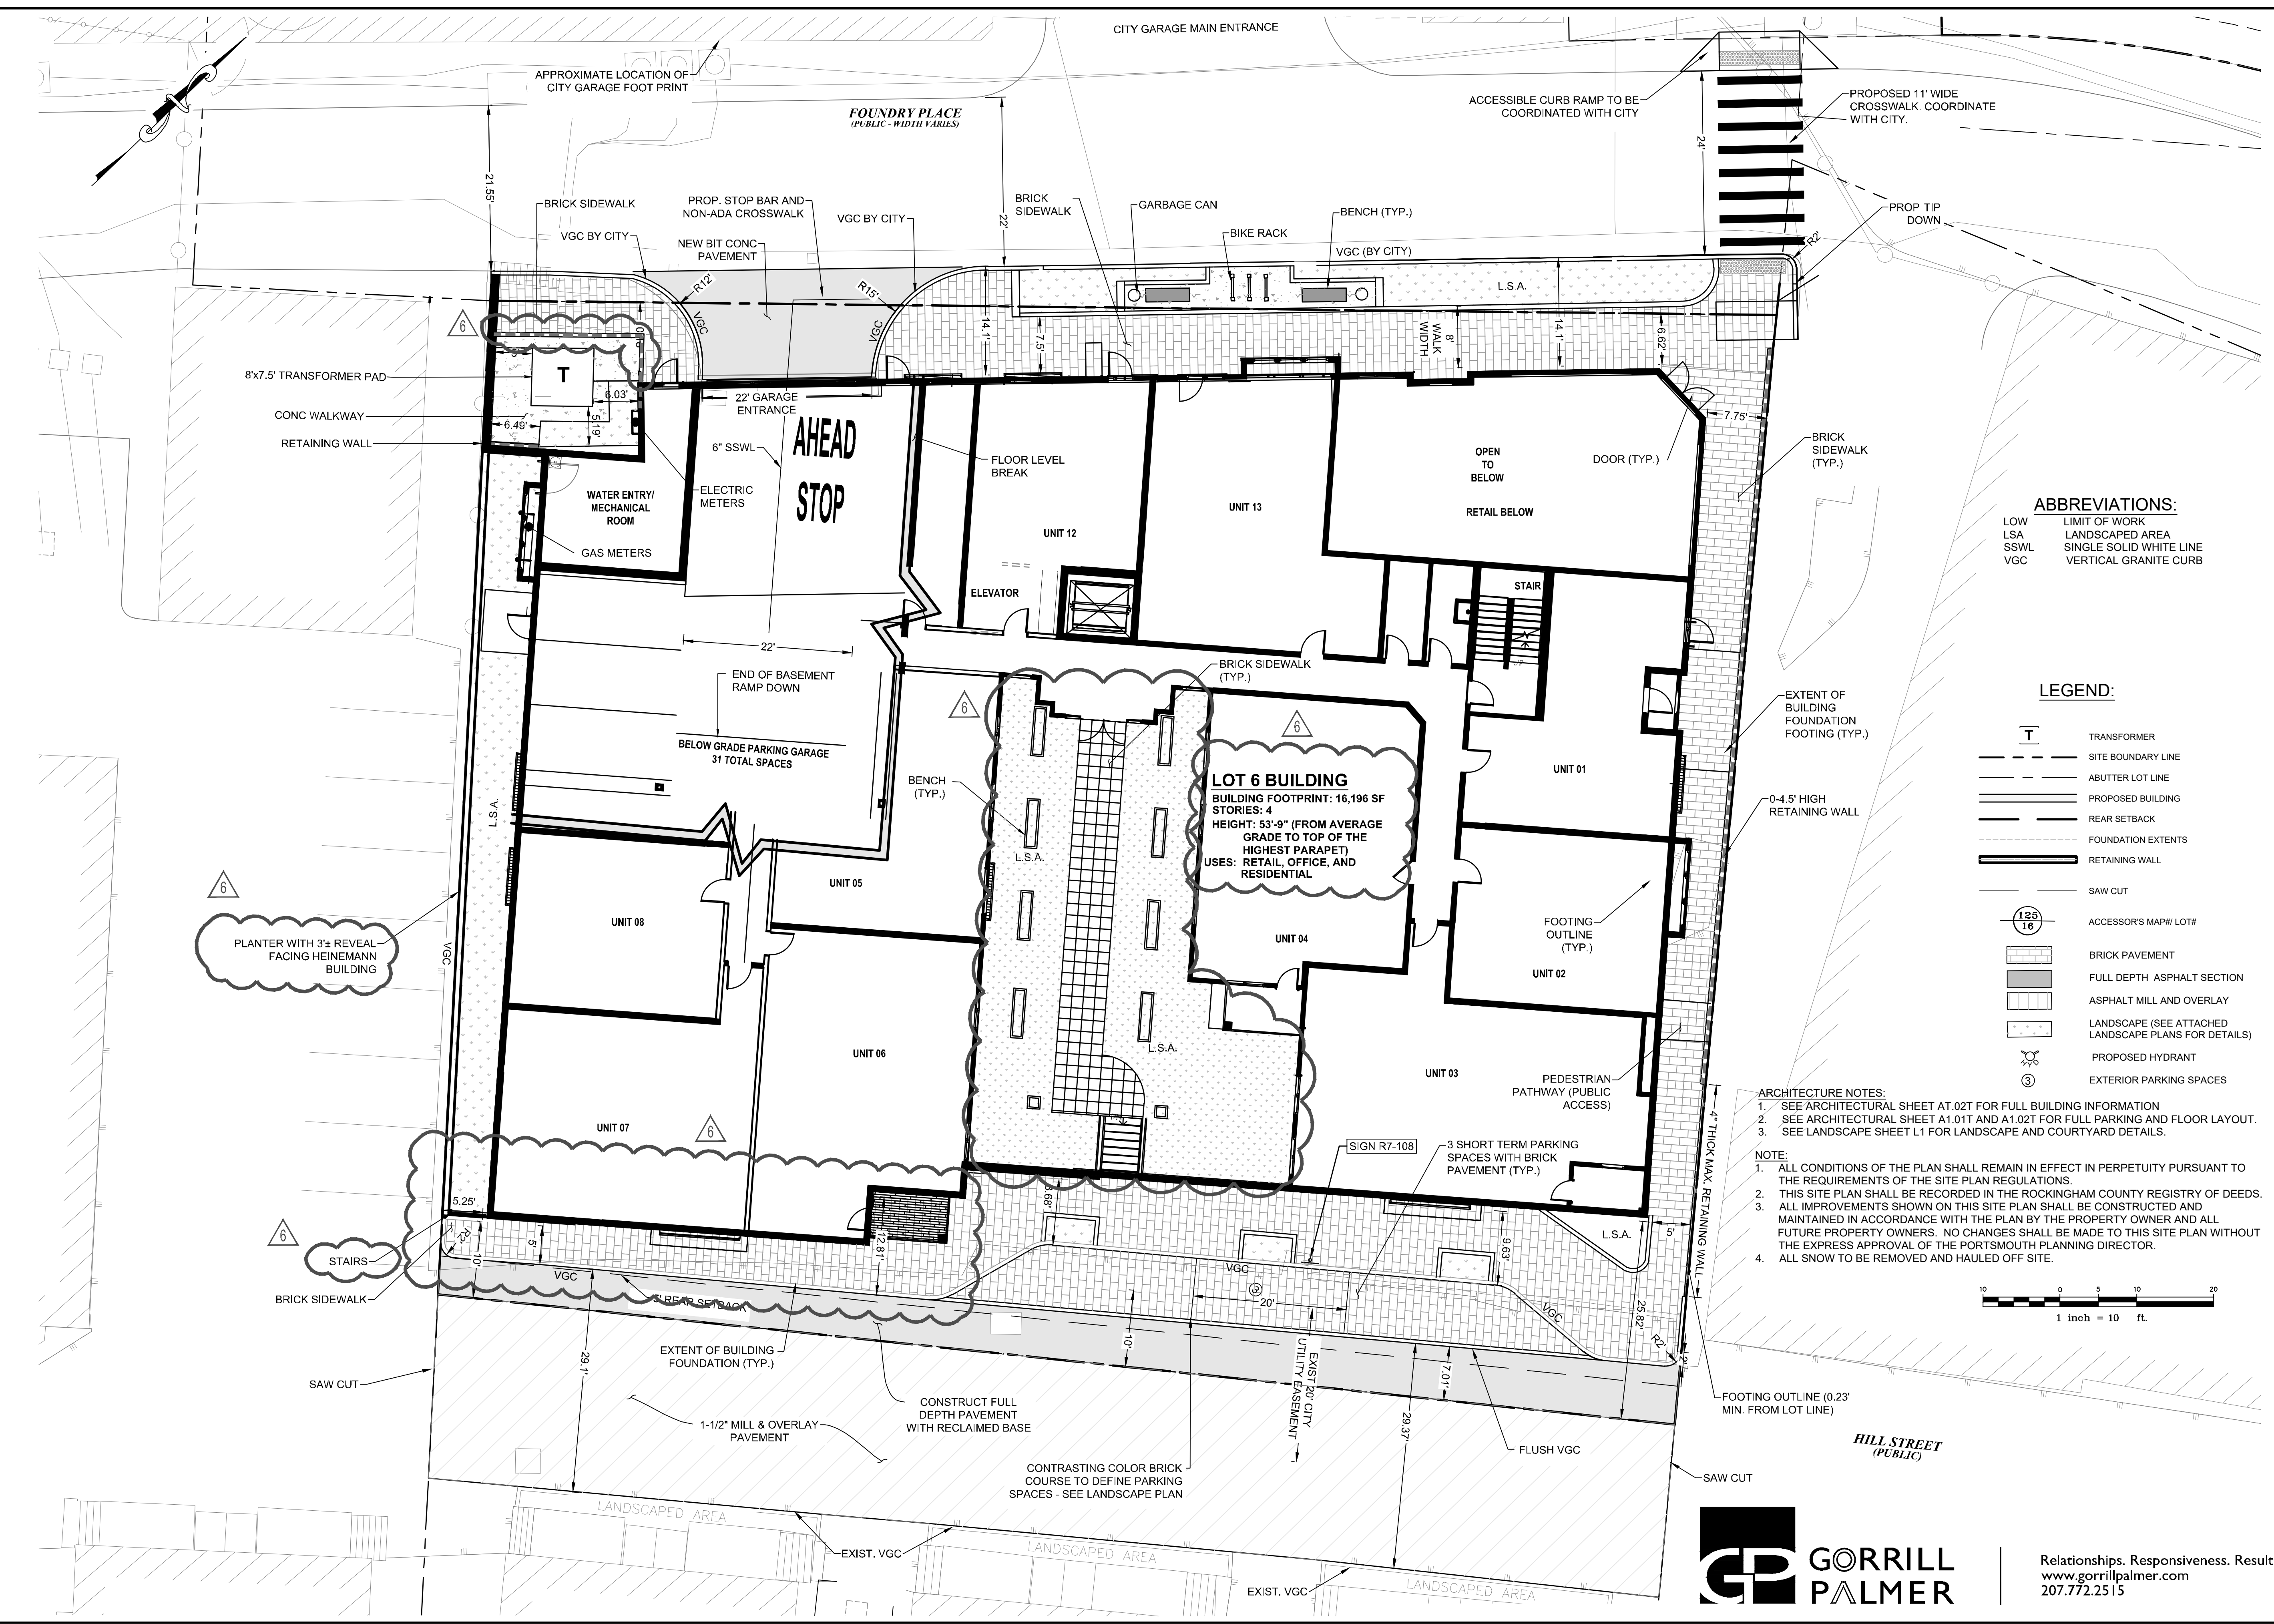 CITY GARAGE MAIN ENTRANCE
APPROXIMATE LOCATION OF
CITY GARAGE FOOT PRINT
FOUNDRY PLACE
(PUBLIC - WIDTH VARIES)
ACCESSIBLE CURB RAMP TO BE
COORDINATED WITH CITY
PROPOSED 11' WIDE
CROSSWALK. COORDINATE
WITH CITY.
24'
21.55'
22'
BRICK SIDEWALK
VGC BY CITY
PROP. STOP BAR AND
NON-ADA CROSSWALK
NEW BIT CONC
PAVEMENT
VGC BY CITY
BRICK
SIDEWALK
GARBAGE CAN
BIKE RACK
BENCH (TYP.)
VGC (BY CITY)
PROP TIP
DOWN
R2'
R12'
R15'
VGC
VGC
L.S.A.
14.1'
7.5'
8'
WALK
WIDTH
14.1'
6.62'
6
8'x7.5' TRANSFORMER PAD
T
CONC WALKWAY
RETAINING WALL
6.03'
6.49'
5.19'
22' GARAGE
ENTRANCE
AHEAD
STOP
6" SSWL
FLOOR LEVEL
BREAK
ELECTRIC
METERS
WATER ENTRY/
MECHANICAL
ROOM
GAS METERS
UNIT 12
ELEVATOR
UNIT 13
OPEN
TO
BELOW
RETAIL BELOW
DOOR (TYP.)
7.75'
BRICK
SIDEWALK
(TYP.)
STAIR
UP
22'
END OF BASEMENT
RAMP DOWN
BELOW GRADE PARKING GARAGE
31 TOTAL SPACES
BRICK SIDEWALK
(TYP.)
6
6
BENCH
(TYP.)
L.S.A.
L.S.A.
LOT 6 BUILDING
BUILDING FOOTPRINT: 16,196 SF
STORIES: 4
HEIGHT: 53'-9" (FROM AVERAGE
GRADE TO TOP OF THE
HIGHEST PARAPET)
USES: RETAIL, OFFICE, AND
RESIDENTIAL
UNIT 01
EXTENT OF
BUILDING
FOUNDATION
FOOTING (TYP.)
0-4.5' HIGH
RETAINING WALL
UNIT 05
UNIT 08
UNIT 04
FOOTING
OUTLINE
(TYP.)
UNIT 02
6
PLANTER WITH 3'± REVEAL
FACING HEINEMANN
BUILDING
VGC
UNIT 06
L.S.A.
UNIT 03
PEDESTRIAN
PATHWAY (PUBLIC
ACCESS)
UNIT 07
6
SIGN R7-108
3 SHORT TERM PARKING
SPACES WITH BRICK
PAVEMENT (TYP.)
4" THICK MAX. RETAINING WALL
5.25'
6
STAIRS
BRICK SIDEWALK
R2'
10'
5'
12.81'
VGC
5' REAR SETBACK
VGC
3
20'
9.63'
VGC
L.S.A.
5'
25.82'
R2'
2'
29.1'
EXTENT OF BUILDING
FOUNDATION (TYP.)
10'
EXIST 20' CITY
UTILITY EASEMENT
7.01'
29.37'
SAW CUT
1-1/2" MILL & OVERLAY
PAVEMENT
CONSTRUCT FULL
DEPTH PAVEMENT
WITH RECLAIMED BASE
CONTRASTING COLOR BRICK
COURSE TO DEFINE PARKING
SPACES - SEE LANDSCAPE PLAN
FLUSH VGC
FOOTING OUTLINE (0.23'
MIN. FROM LOT LINE)
SAW CUT
HILL STREET
(PUBLIC)
LANDSCAPED AREA
EXIST. VGC
LANDSCAPED AREA
EXIST. VGC
LANDSCAPED AREA
ABBREVIATIONS:
LOW LIMIT OF WORK
LSA LANDSCAPED AREA
SSWL SINGLE SOLID WHITE LINE
VGC VERTICAL GRANITE CURB
LEGEND:
T TRANSFORMER
SITE BOUNDARY LINE
ABUTTER LOT LINE
PROPOSED BUILDING
REAR SETBACK
FOUNDATION EXTENTS
RETAINING WALL
SAW CUT
125
16
ACCESSOR'S MAP#/ LOT#
BRICK PAVEMENT
FULL DEPTH ASPHALT SECTION
ASPHALT MILL AND OVERLAY
LANDSCAPE (SEE ATTACHED
LANDSCAPE PLANS FOR DETAILS)
PROPOSED HYDRANT
3 EXTERIOR PARKING SPACES
ARCHITECTURE NOTES:
1. SEE ARCHITECTURAL SHEET AT.02T FOR FULL BUILDING INFORMATION
2. SEE ARCHITECTURAL SHEET A1.01T AND A1.02T FOR FULL PARKING AND FLOOR LAYOUT.
3. SEE LANDSCAPE SHEET L1 FOR LANDSCAPE AND COURTYARD DETAILS.
NOTE:
1. ALL CONDITIONS OF THE PLAN SHALL REMAIN IN EFFECT IN PERPETUITY PURSUANT TO
THE REQUIREMENTS OF THE SITE PLAN REGULATIONS.
2. THIS SITE PLAN SHALL BE RECORDED IN THE ROCKINGHAM COUNTY REGISTRY OF DEEDS.
3. ALL IMPROVEMENTS SHOWN ON THIS SITE PLAN SHALL BE CONSTRUCTED AND
MAINTAINED IN ACCORDANCE WITH THE PLAN BY THE PROPERTY OWNER AND ALL
FUTURE PROPERTY OWNERS. NO CHANGES SHALL BE MADE TO THIS SITE PLAN WITHOUT
THE EXPRESS APPROVAL OF THE PORTSMOUTH PLANNING DIRECTOR.
4. ALL SNOW TO BE REMOVED AND HAULED OFF SITE.
10 0 5 10 20
1 inch = 10 ft.
GORRILL
PALMER
Relationships. Responsiveness. Result
www.gorrillpalmer.com
207.772.2515